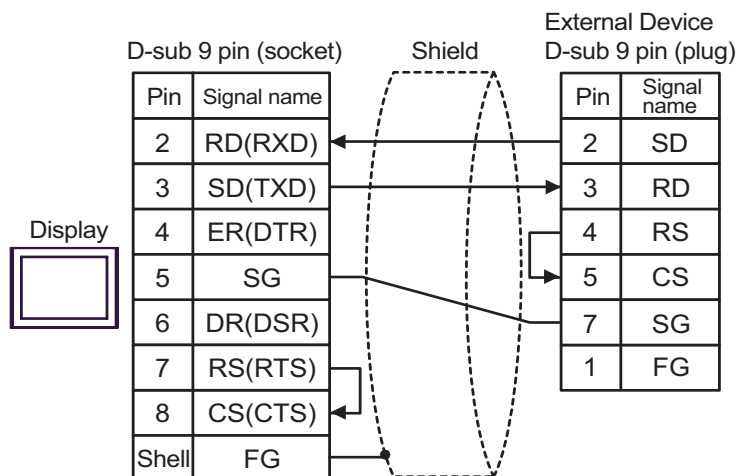 External Device
D-sub 9 pin (socket) Shield D-sub 9 pin (plug)
Pin Signal name
2 RD(RXD)
3 SD(TXD)
4 ER(DTR)
5 SG
6 DR(DSR)
7 RS(RTS)
8 CS(CTS)
Shell FG
Display
Pin Signal name
2 SD
3 RD
4 RS
5 CS
7 SG
1 FG